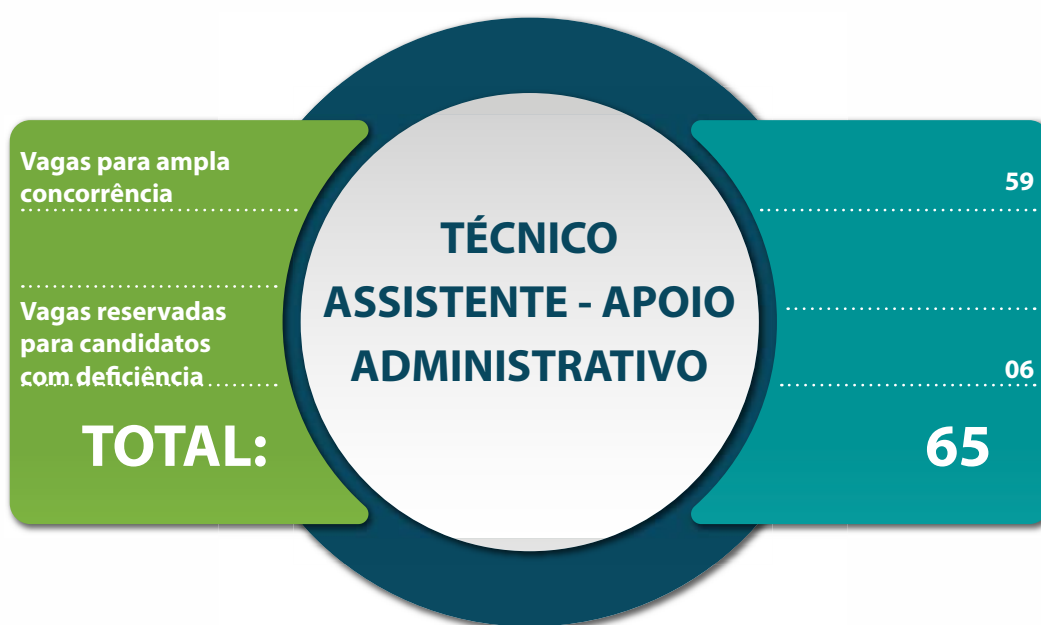 Vagas para ampla
concorrência
59
TÉCNICO
ASSISTENTE - APOIO
ADMINISTRATIVO
Vagas reservadas
para candidatos
com deficiência
06
TOTAL:
65